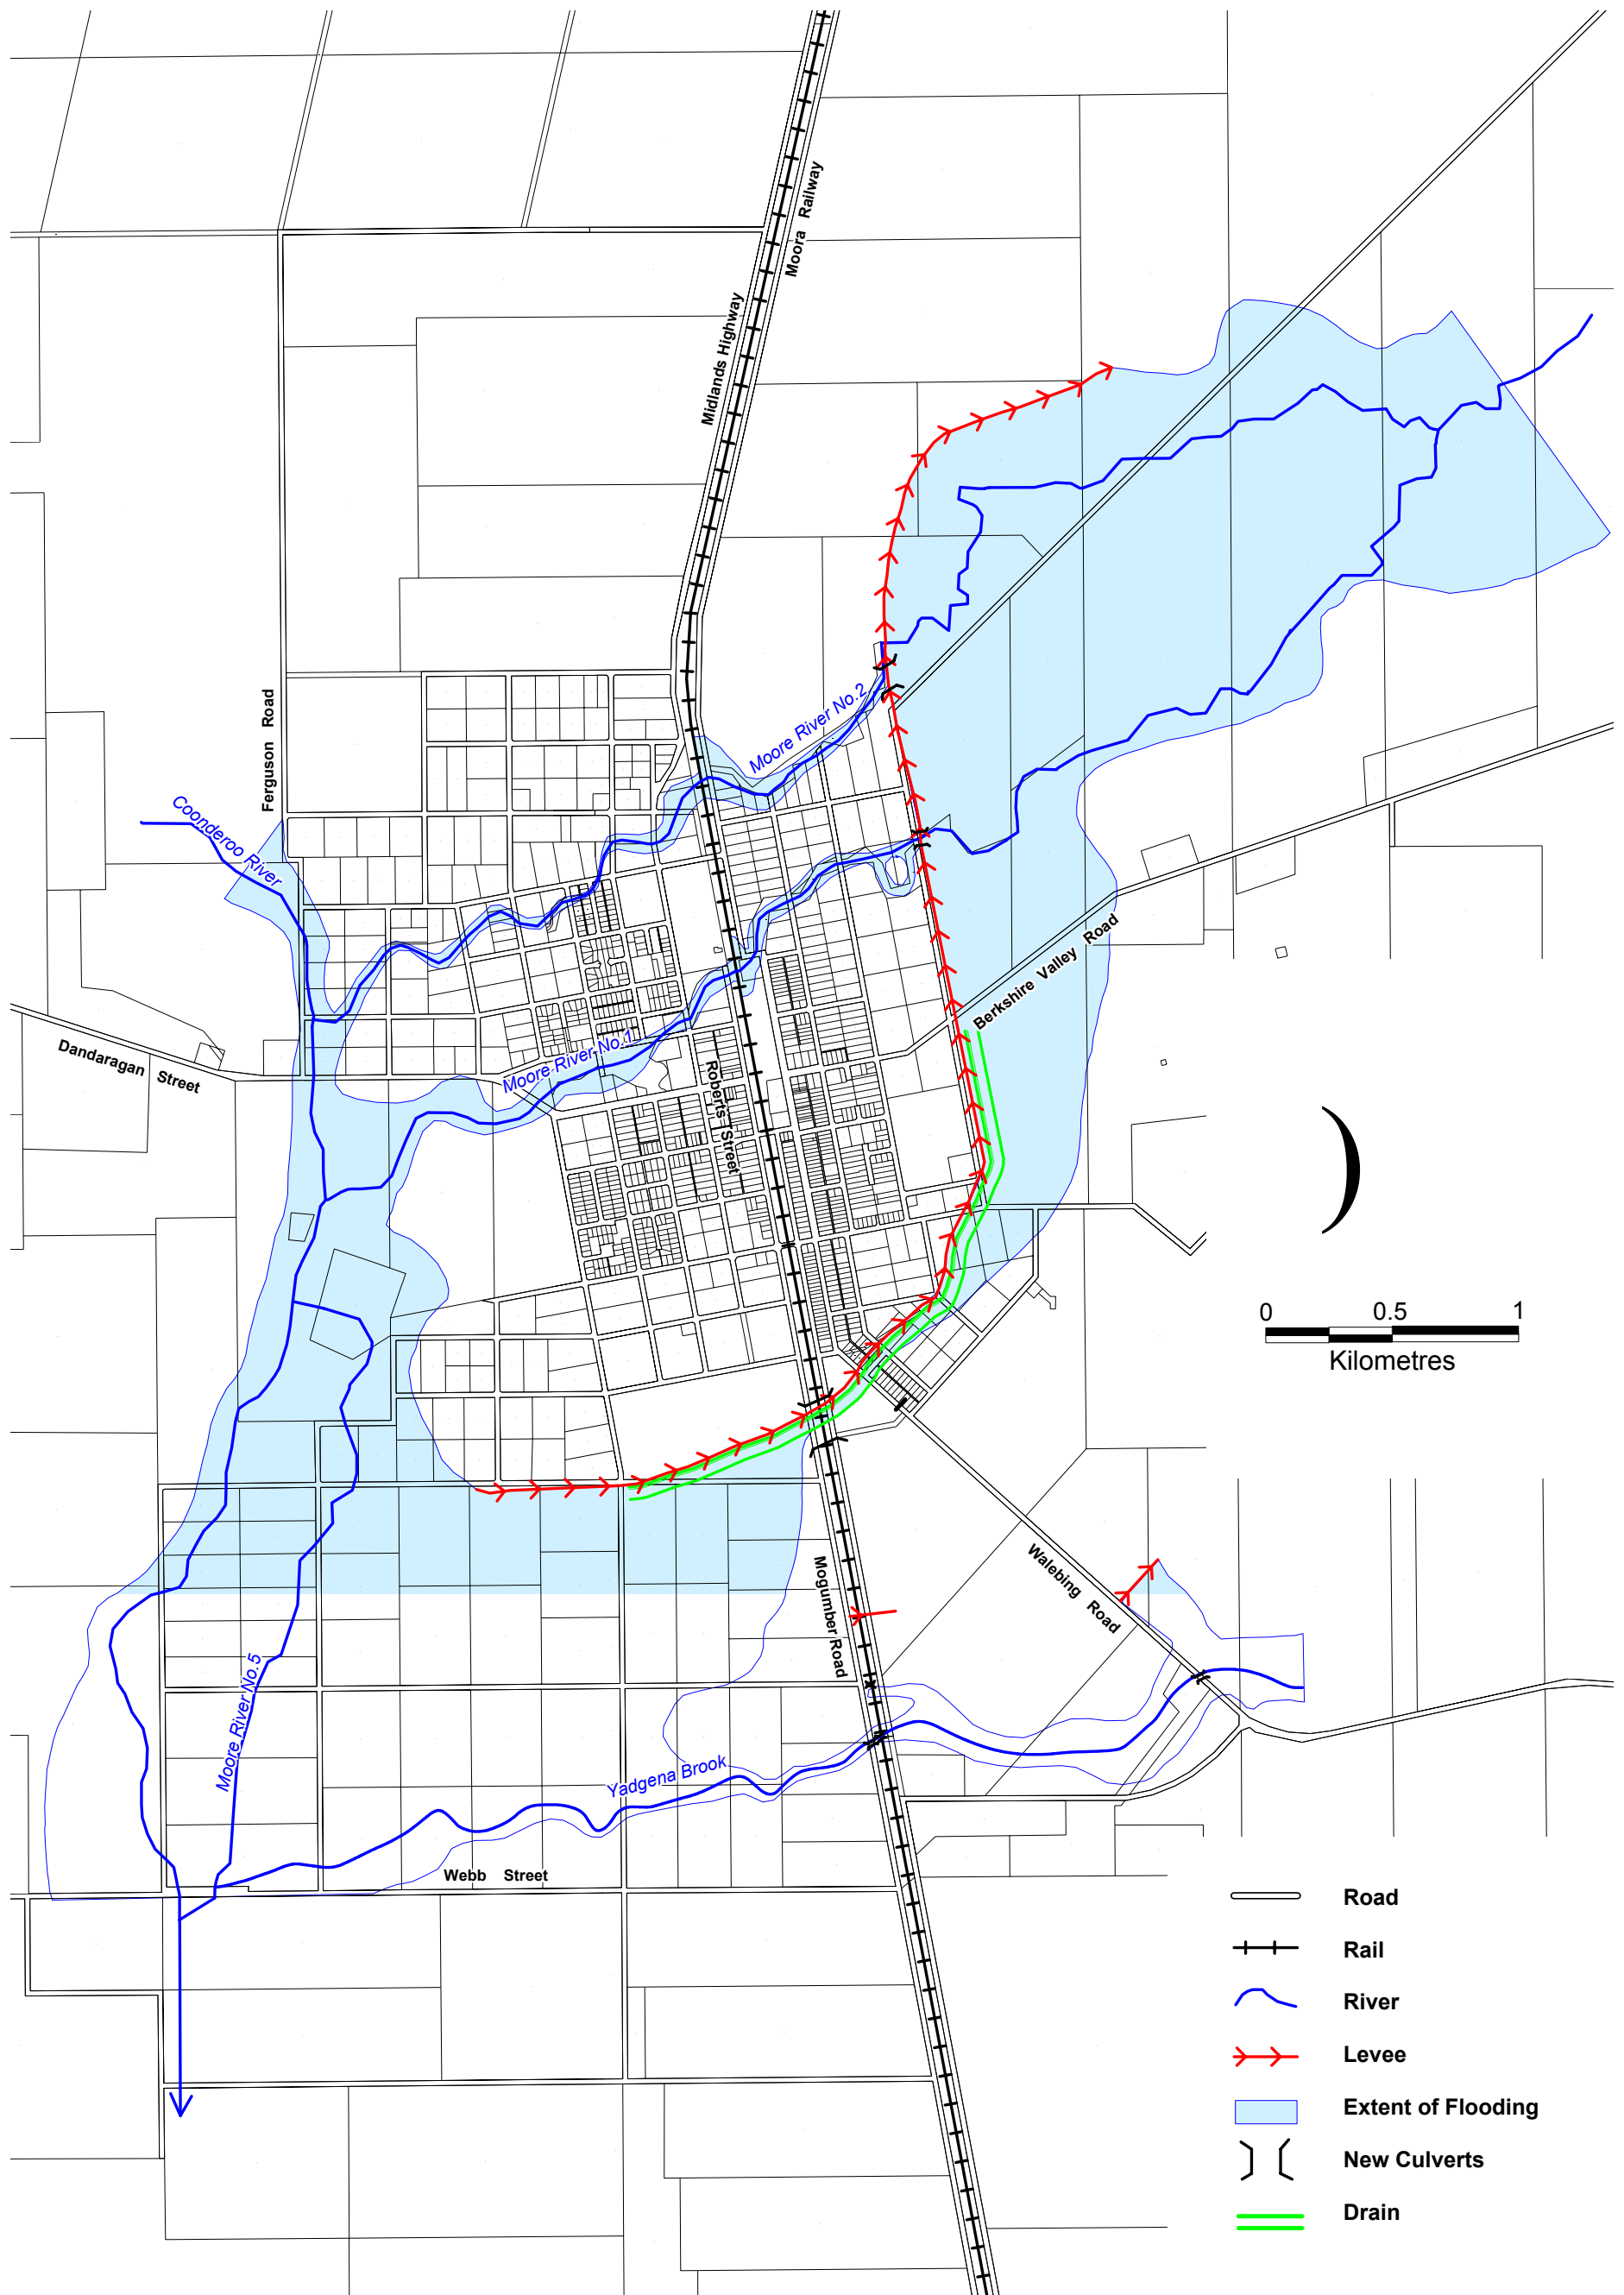 Moora Railway
Midlands Highway
Ferguson Road
Moore River No.2
Coonderoo River
Berkshire Valley Road
Dandaragan Street
Moore River No.1
Roberts Street
0 0.5 1
Kilometres
Walebing Road
Mogumber Road
Moore River No.5
Yadgena Brook
Webb Street
Road
Rail
River
Levee
Extent of Flooding
New Culverts
Drain